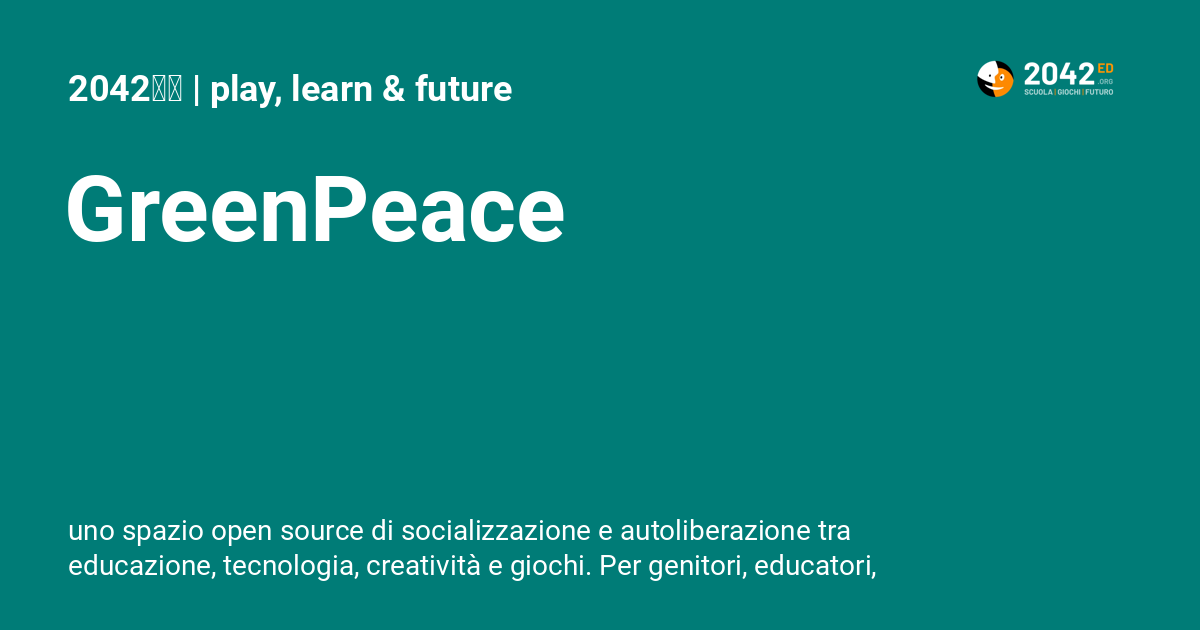 2042 | play, learn & future
2042 ED
.ORG
SCUOLA | GIOCHI | FUTURO
GreenPeace
uno spazio open source di socializzazione e autoliberazione tra
educazione, tecnologia, creatività e giochi. Per genitori, educatori,